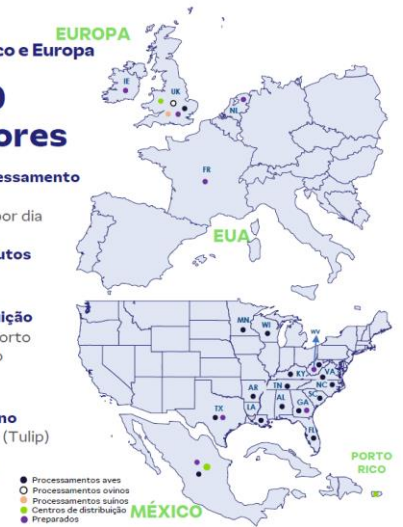 EUROPA
co e Europa
ores
essamento
por dia
utos
ição
orto
no
(Tulip)
IE
UK
NL
FR
EUA
MN
WI
WV
KY
VA
TN
NC
AR
SC
AL
GA
LA
TX
FL
PORTO
RICO
Processamentos aves
Processamentos ovinos
Processamentos suínos
Centros de distribuição
Preparados
MÉXICO